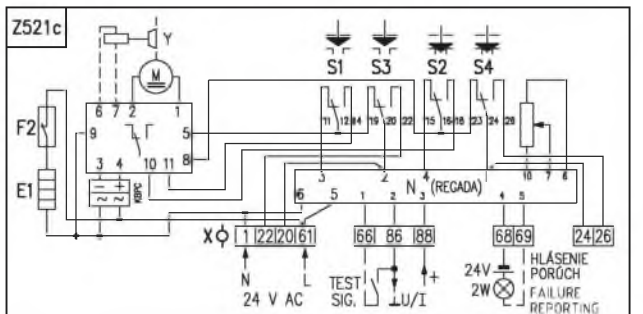 Z521c
Y
S1 S3 S2 S4
M
6 7 2 1
F2
9 5
11 12 14 19 20 22 15 16 18 23 24 26
8
3 4 10 11
10 7 6
E1
KBPC
3 2 4 1
N (REGADA)
6 5 1 2 3 4 5
X 1 22 20 61 66 86 88 68 69 24 26
N L
24 V AC
TEST
SIG.
⊥U/I
+
24V
2W
HLÁSENIE
PORÚCH
FAILURE
REPORTING